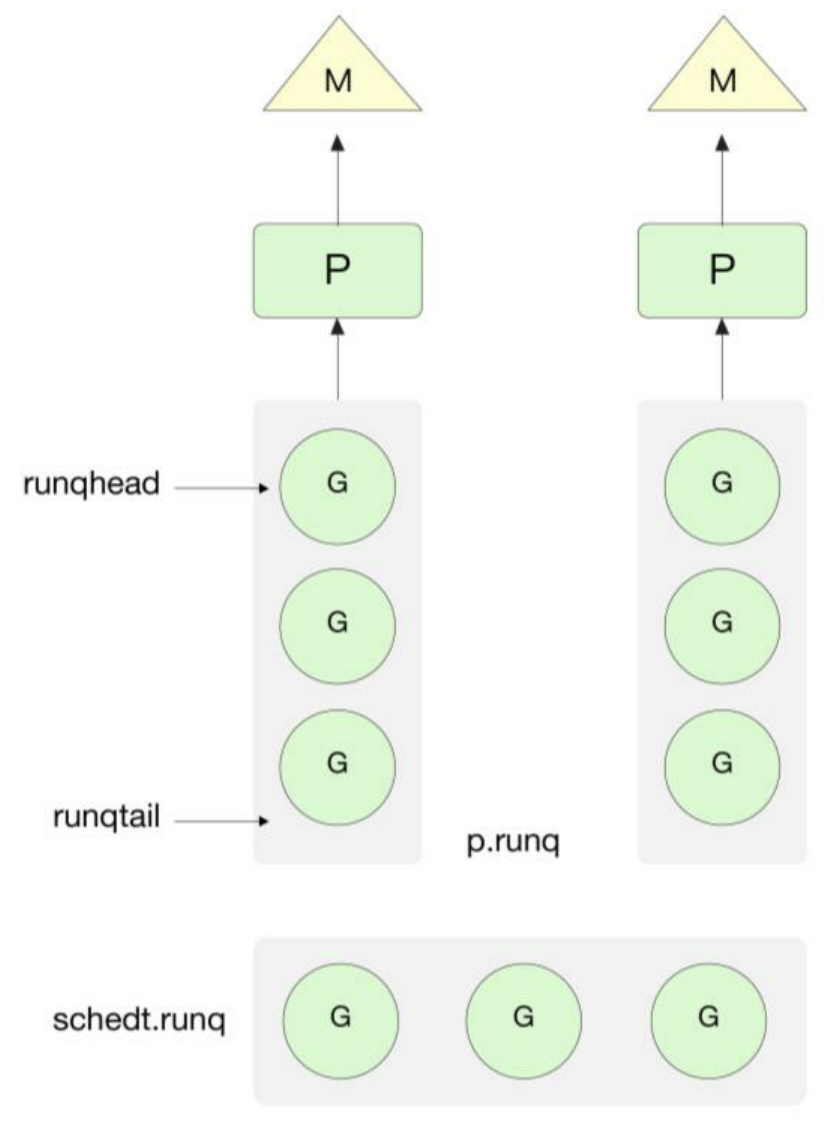 M M
P P
runqhead G G
G G
G G
runqtail
p.runq
schedt.runq G G G